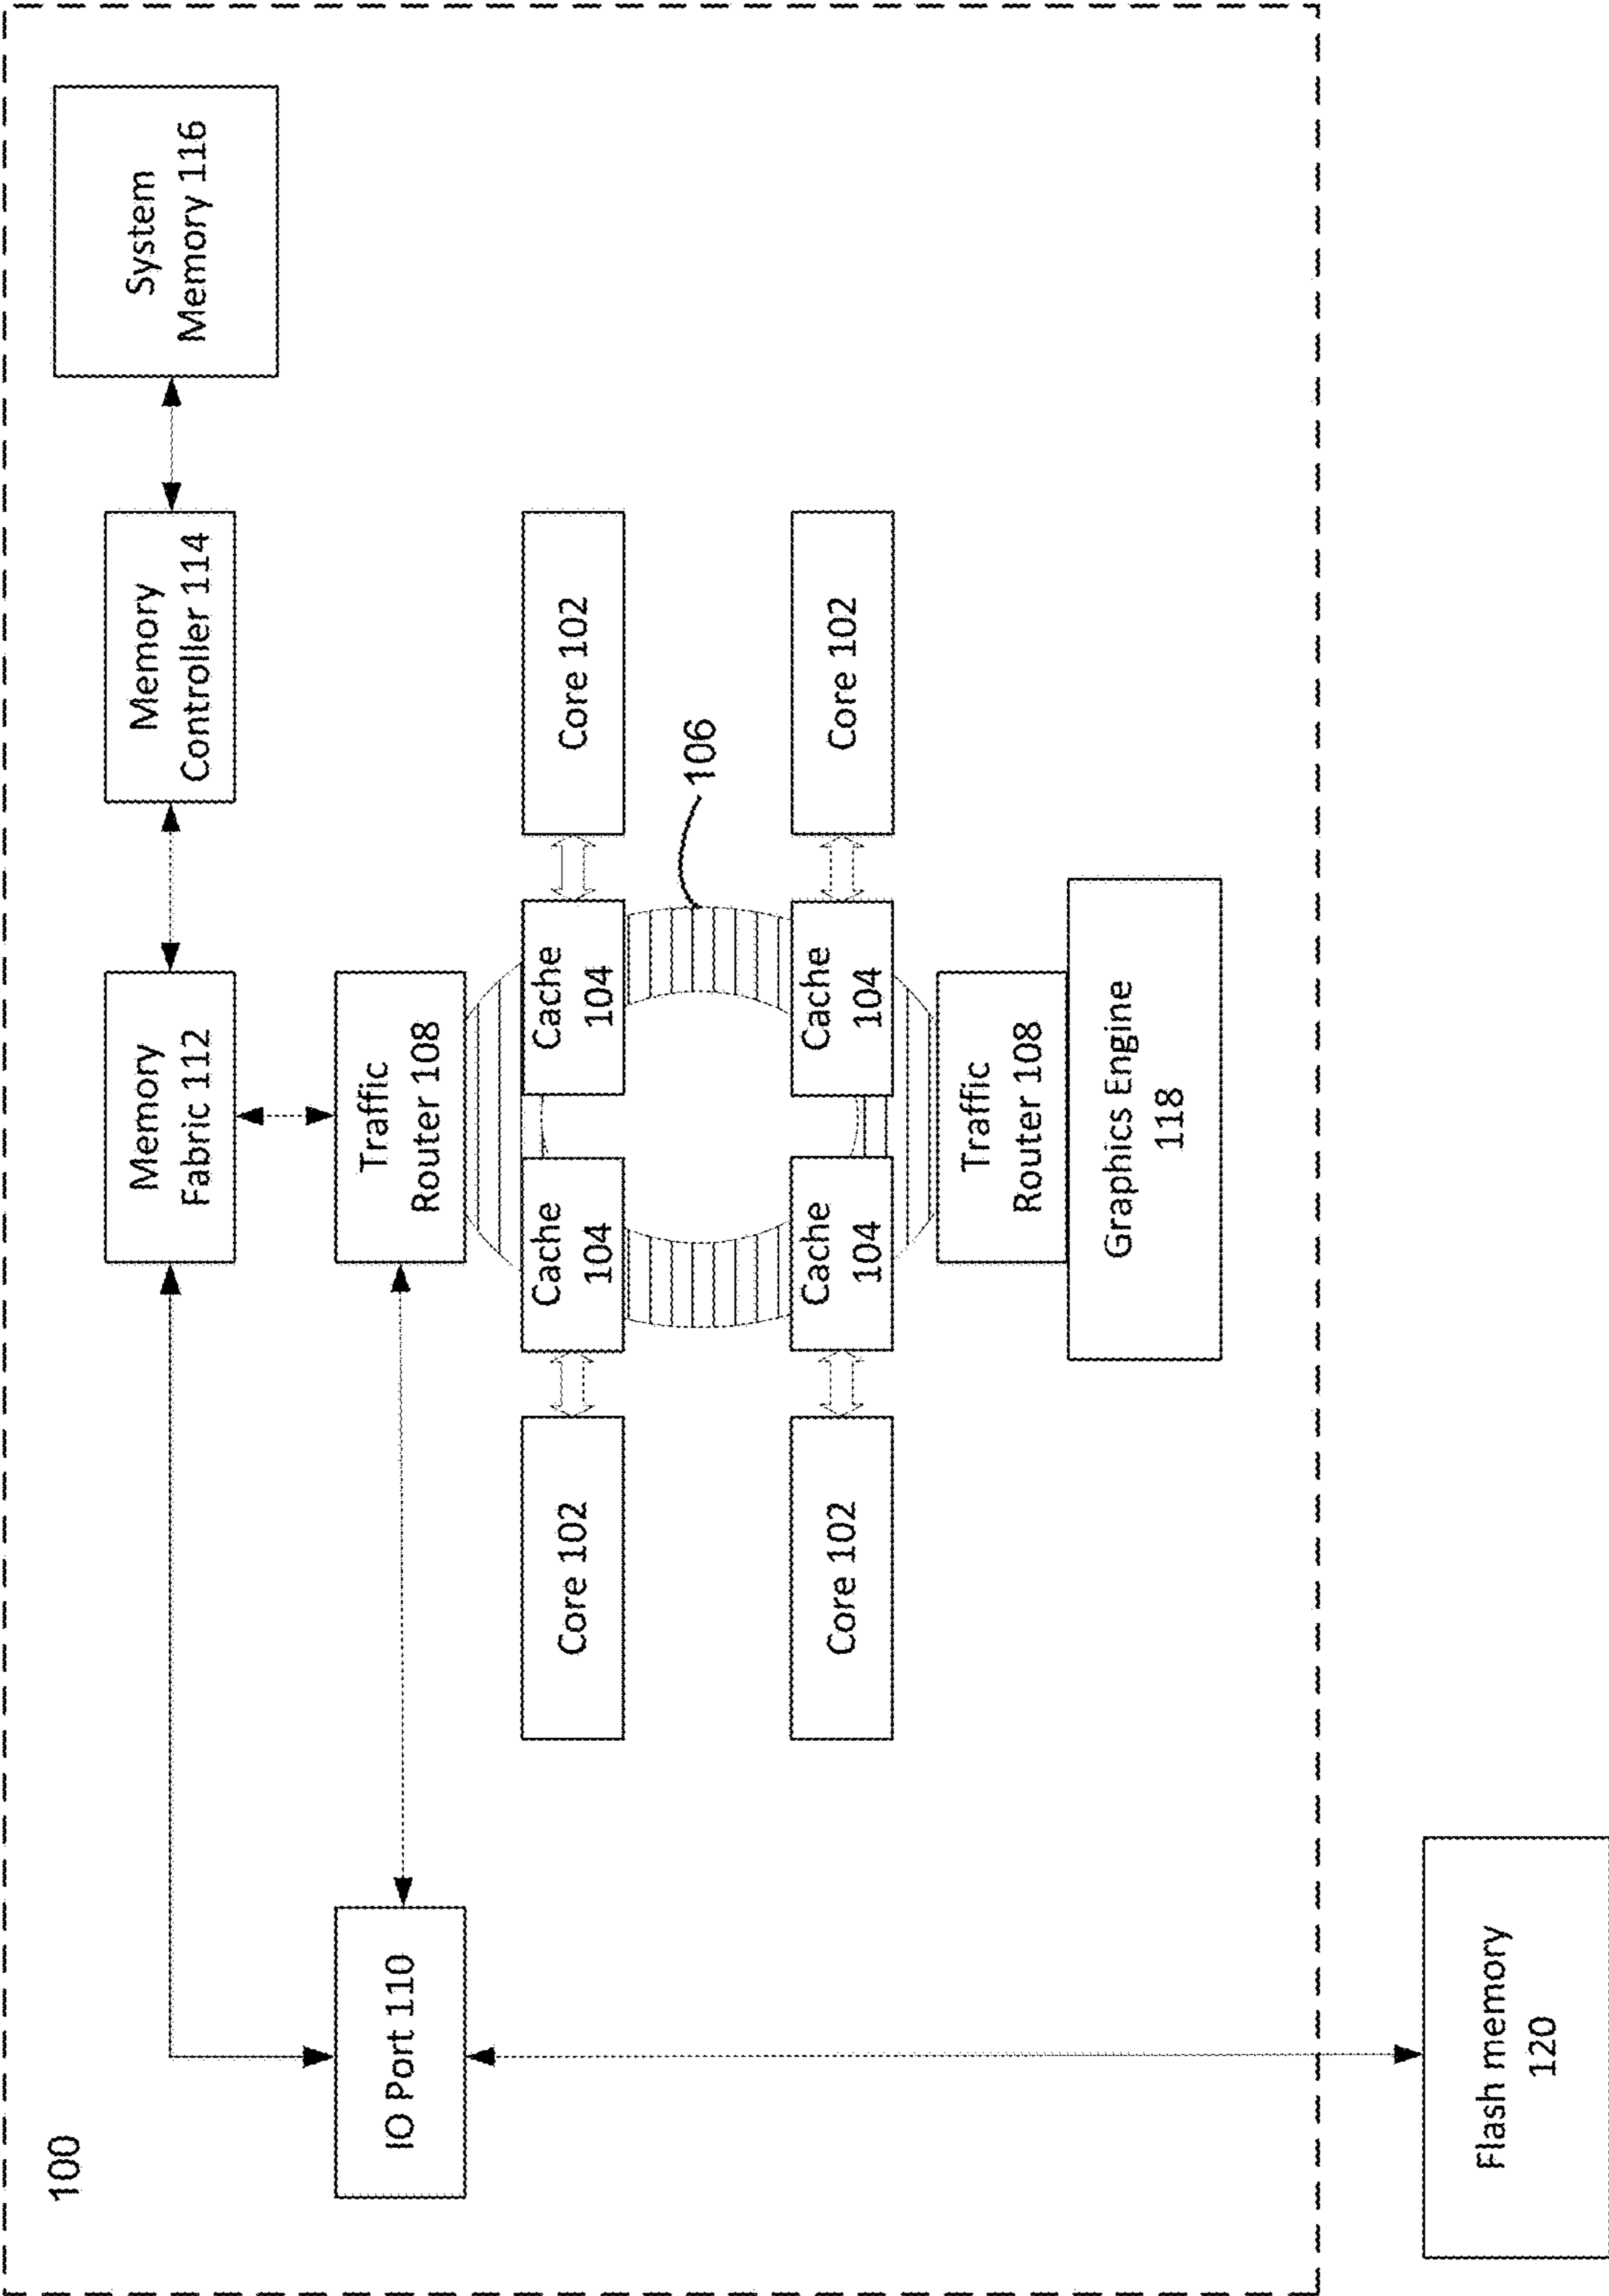 100
IO Port 110
Memory
Fabric 112
Memory
Controller 114
System
Memory 116
Traffic
Router 108
Core 102
Cache
104
Cache
104
Core 102
106
Core 102
Cache
104
Cache
104
Core 102
Traffic
Router 108
Graphics Engine
118
Flash memory
120